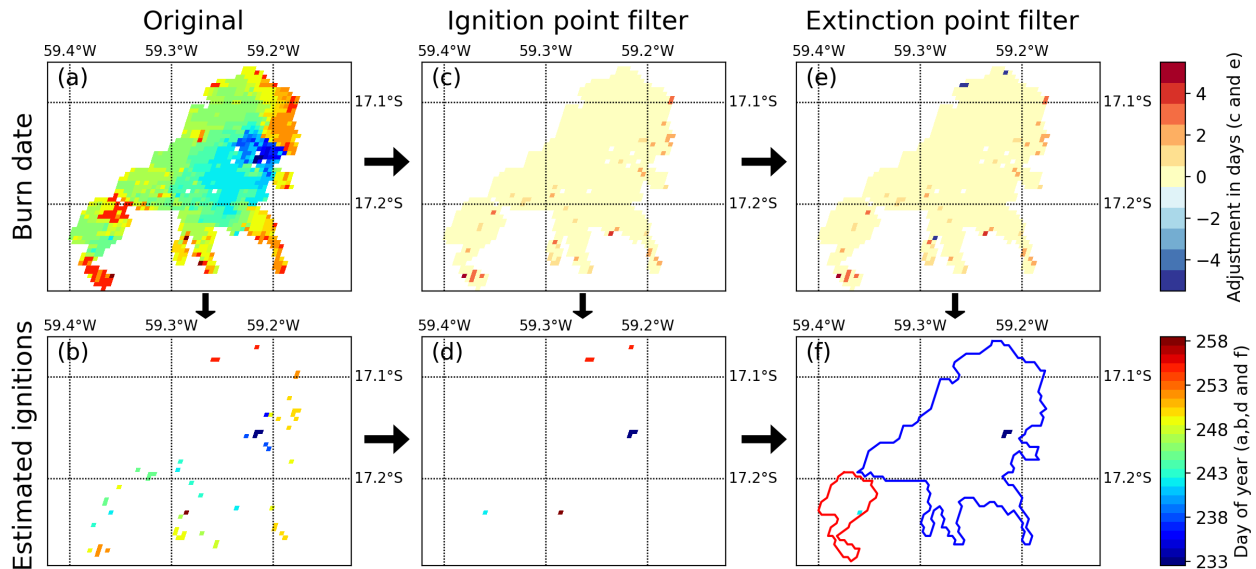 Original
Ignition point filter
Extinction point filter
59.4°W 59.3°W 59.2°W
59.4°W 59.3°W 59.2°W
59.4°W 59.3°W 59.2°W
Burn date
(a)
17.1°S
17.2°S
(c)
17.1°S
17.2°S
(e)
17.1°S
17.2°S
4
2
0
−2
−4
Adjustment in days (c and e)
59.4°W 59.3°W 59.2°W
59.4°W 59.3°W 59.2°W
59.4°W 59.3°W 59.2°W
Estimated ignitions
(b)
17.1°S
17.2°S
(d)
17.1°S
17.2°S
(f)
17.1°S
17.2°S
258
253
248
243
238
233
Day of year (a,b,d and f)